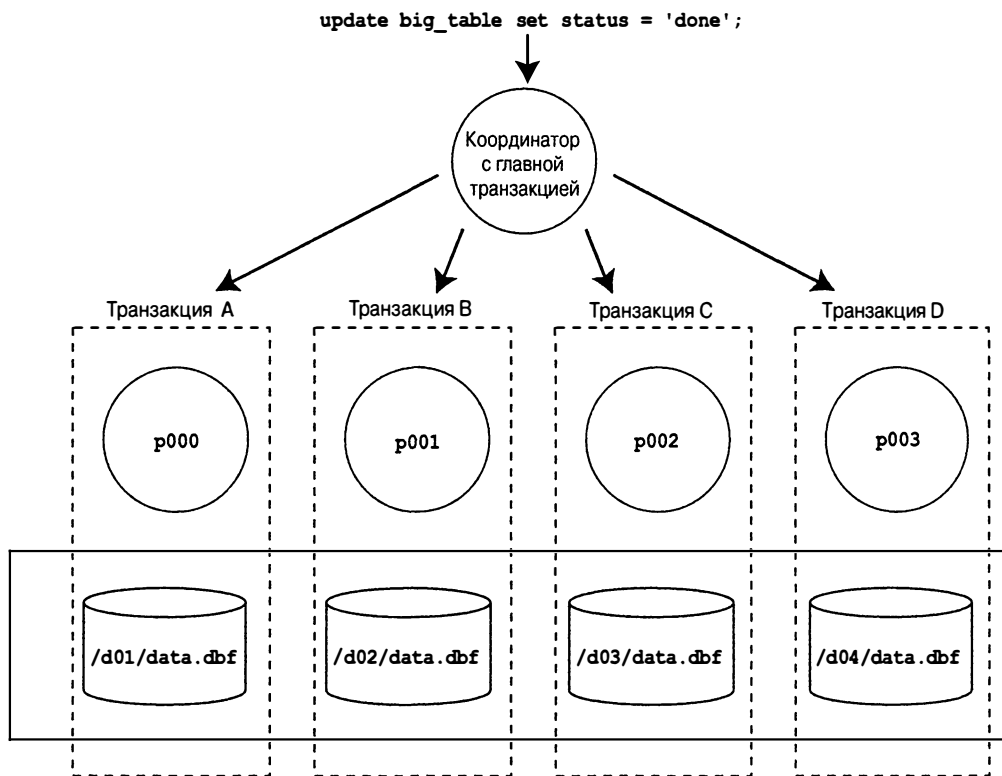 update big_table set status = 'done';
Координатор
с главной
транзакцией
Транзакция A
Транзакция B
Транзакция C
Транзакция D
p000
p001
p002
p003
/d01/data.dbf
/d02/data.dbf
/d03/data.dbf
/d04/data.dbf